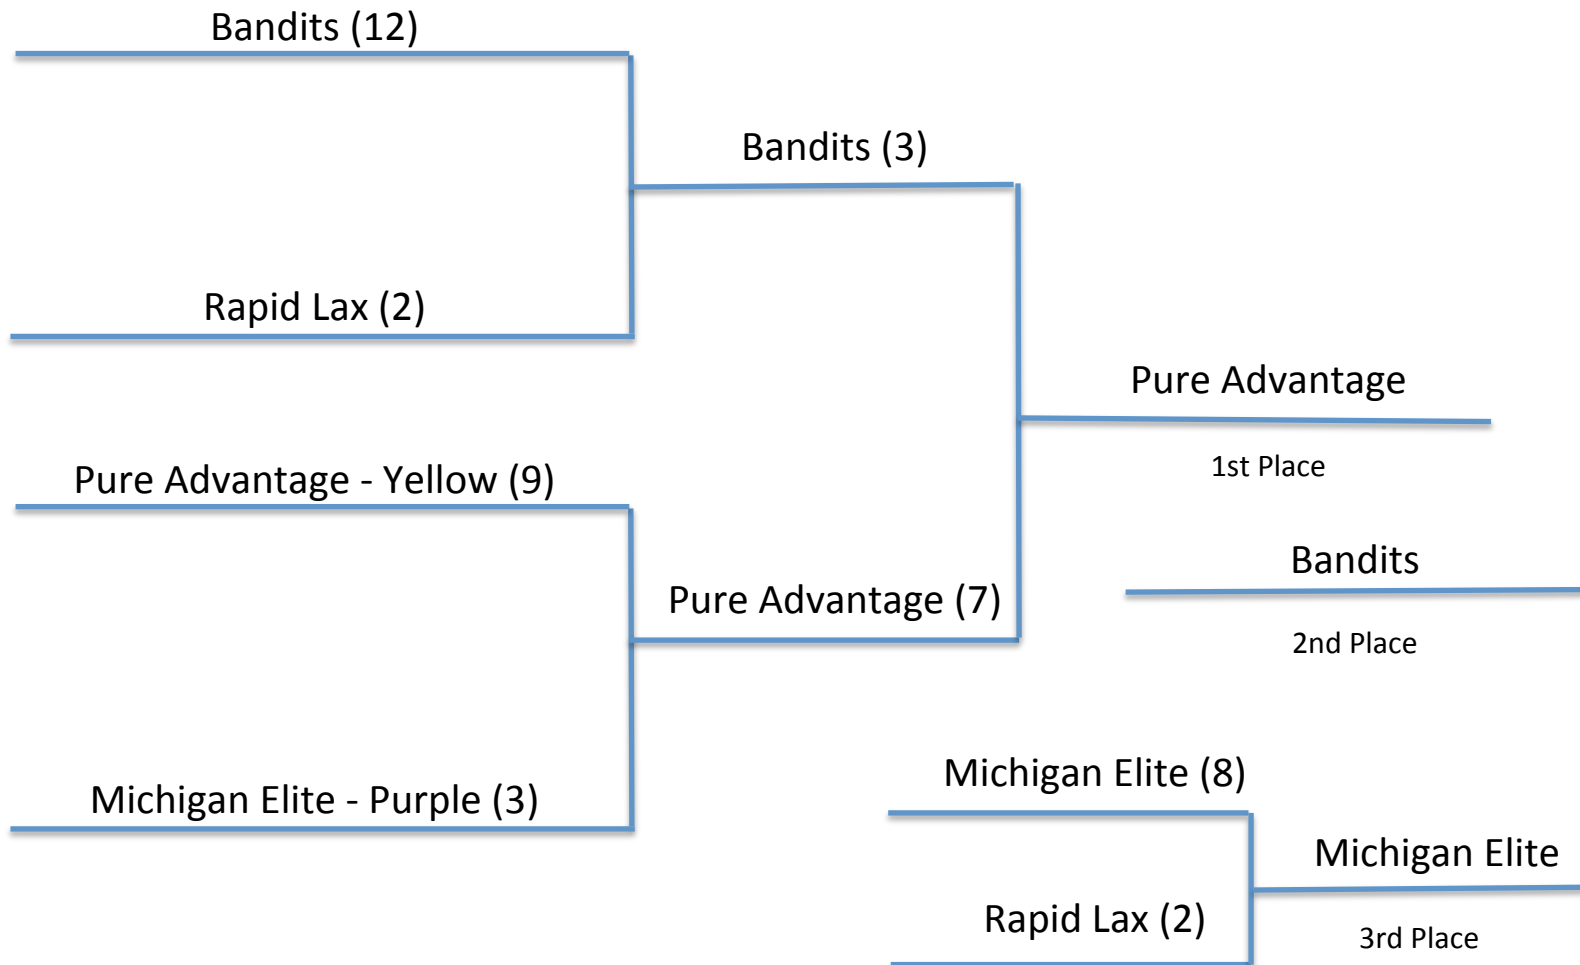 Bandits (12)
Bandits (3)
Rapid Lax (2)
Pure Advantage
1st Place
Pure Advantage - Yellow (9)
Bandits
Pure Advantage (7)
2nd Place
Michigan Elite (8)
Michigan Elite - Purple (3)
Michigan Elite
Rapid Lax (2)
3rd Place